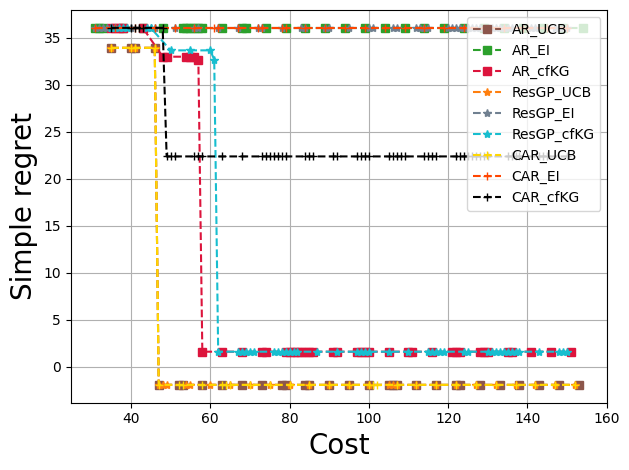 Simple regret
35
30
25
20
15
10
5
0
AR_UCB
AR_EI
AR_cfKG
ResGP_UCB
ResGP_EI
ResGP_cfKG
CAR_UCB
CAR_EI
CAR_cfKG
40 60 80 100 120 140 160
Cost